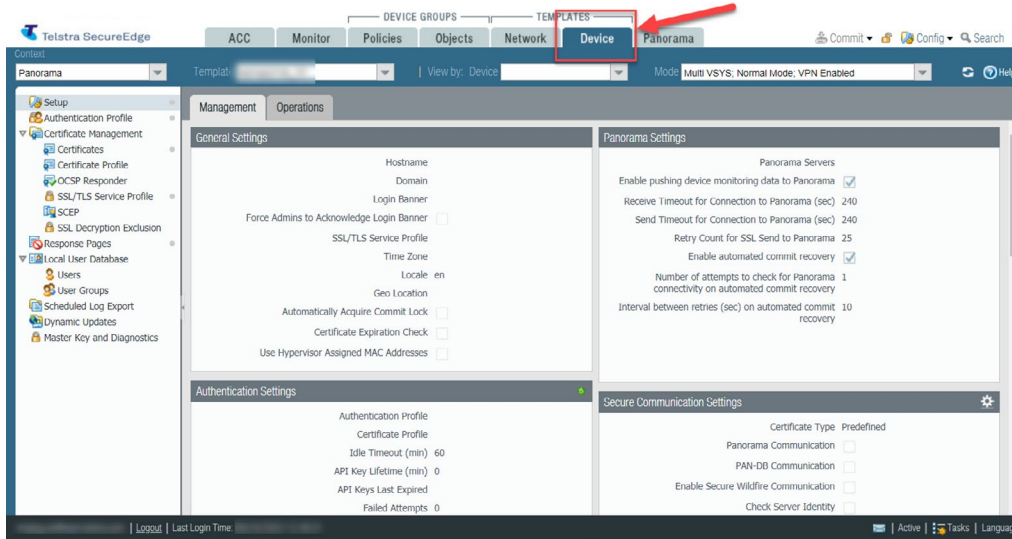 DEVICE GROUPS TEMPLATES
Telstra SecureEdge ACC Monitor Policies Objects Network Device Panorama Commit Config Search
Context
Panorama View by: Device Mode Multi VSYS; Normal Mode; VPN Enabled
Setup
Authentication Profile
Certificate Management
Certificates
Certificate Profile
OCSP Responder
SSL/TLS Service Profile
SCEP
SSL Decryption Exclusion
Response Pages
Local User Database
Users
User Groups
Scheduled Log Export
Dynamic Updates
Master Key and Diagnostics
Management Operations
General Settings
Hostname
Domain
Login Banner
Force Admins to Acknowledge Login Banner
SSL/TLS Service Profile
Time Zone
Locale en
Geo Location
Automatically Acquire Commit Lock
Certificate Expiration Check
Use Hypervisor Assigned MAC Addresses
Panorama Settings
Panorama Servers
Enable pushing device monitoring data to Panorama
Receive Timeout for Connection to Panorama (sec) 240
Send Timeout for Connection to Panorama (sec) 240
Retry Count for SSL Send to Panorama 25
Enable automated commit recovery
Number of attempts to check for Panorama 1
connectivity on automated commit recovery
Interval between retries (sec) on automated commit 10
recovery
Authentication Settings
Authentication Profile
Certificate Profile
Idle Timeout (min) 60
API Key Lifetime (min) 0
API Keys Last Expired
Failed Attempts 0
Secure Communication Settings
Certificate Type Predefined
Panorama Communication
PAN-DB Communication
Enable Secure Wildfire Communication
Check Server Identity
| Logout | Last Login Time: | Active | Tasks |